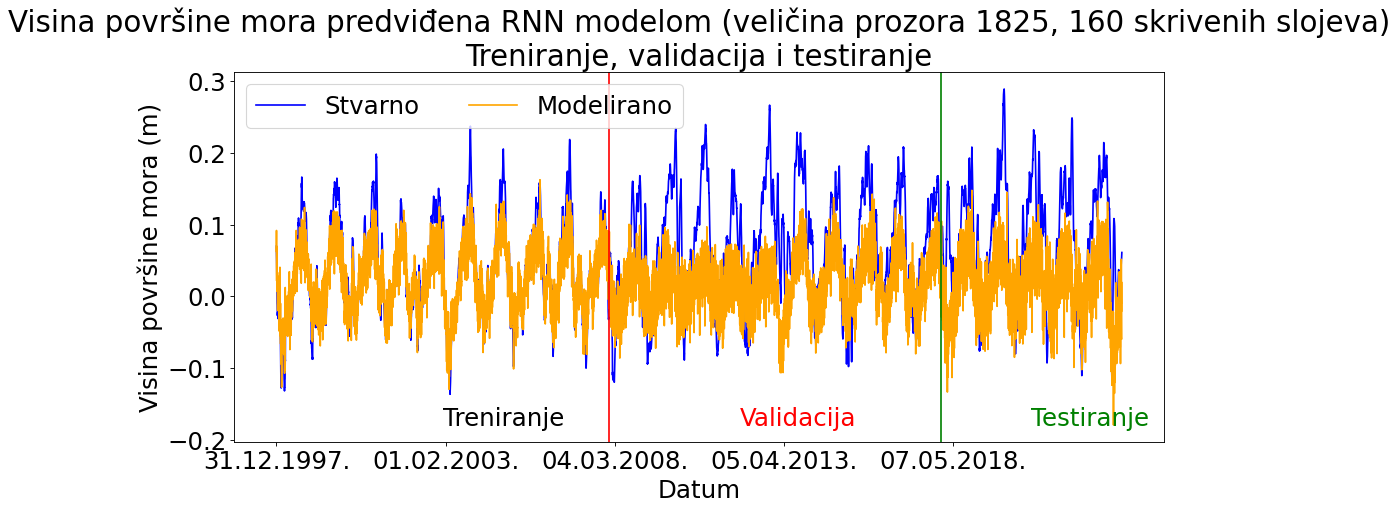 Visina površine mora predviđena RNN modelom (veličina prozora 1825, 160 skrivenih slojeva)
Treniranje, validacija i testiranje
Stvarno
Modelirano
Visina površine mora (m)
0.3
0.2
0.1
0.0
−0.1
−0.2
Treniranje
Validacija
Testiranje
31.12.1997.
01.02.2003.
04.03.2008.
05.04.2013.
07.05.2018.
Datum